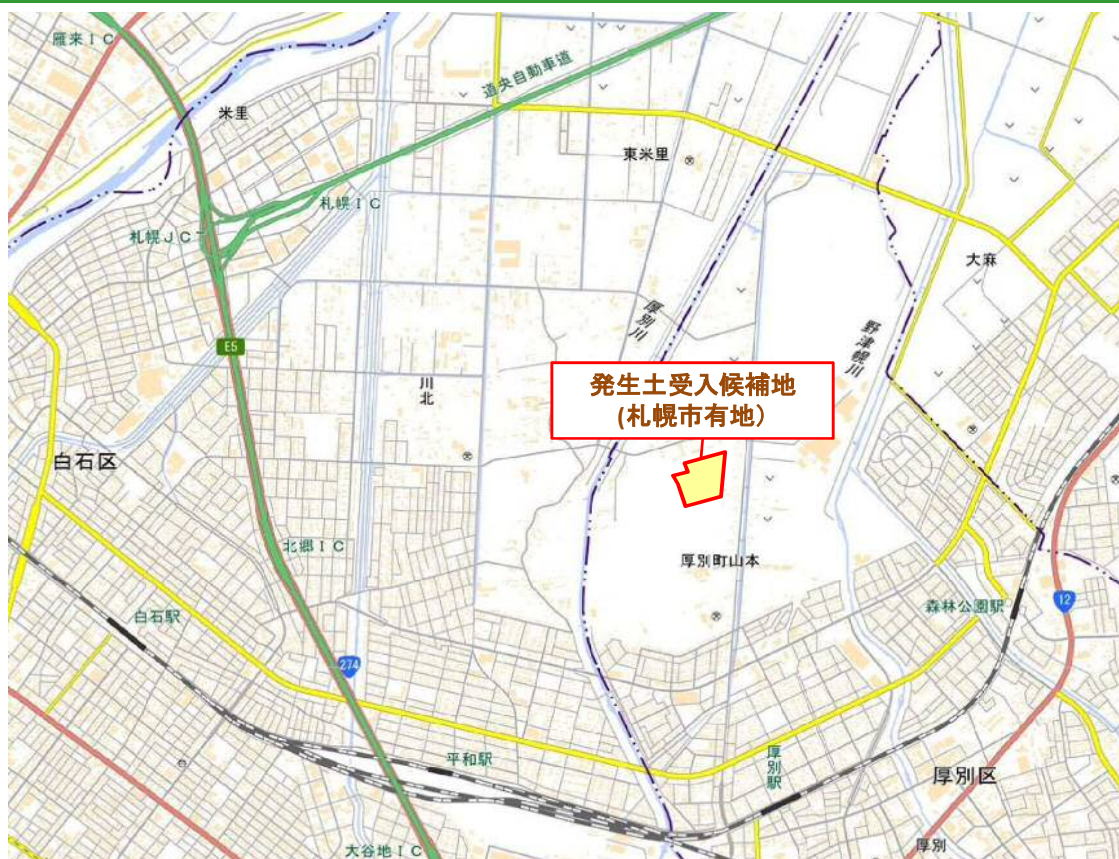 雁来IC
道央自動車道
米里
東米里
札幌IC
札幌JCT
大麻
厚別川
野津幌川
E5
発生土受入候補地
(札幌市有地)
川北
白石区
北郷IC
厚別町山本
白石駅
森林公園駅
12
274
平和駅
厚別駅
厚別区
大谷地IC
厚別